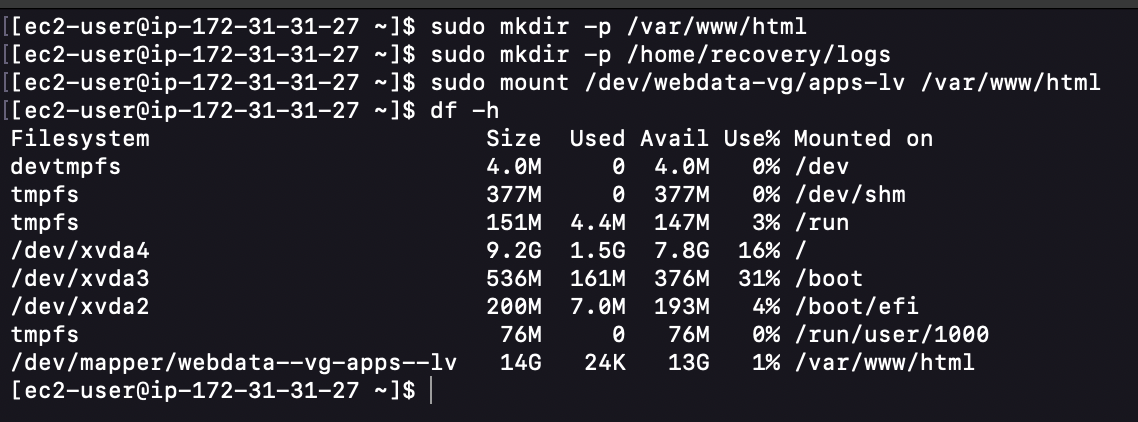 [[ec2-user@ip-172-31-31-27 ~]$ sudo mkdir -p /var/www/html
[[ec2-user@ip-172-31-31-27 ~]$ sudo mkdir -p /home/recovery/logs
[[ec2-user@ip-172-31-31-27 ~]$ sudo mount /dev/webdata-vg/apps-lv /var/www/html
[[ec2-user@ip-172-31-31-27 ~]$ df -h
Filesystem                       Size  Used Avail Use% Mounted on
devtmpfs                         4.0M     0  4.0M   0% /dev
tmpfs                            377M     0  377M   0% /dev/shm
tmpfs                            151M  4.4M  147M   3% /run
/dev/xvda4                       9.2G  1.5G  7.8G  16% /
/dev/xvda3                       536M  161M  376M  31% /boot
/dev/xvda2                       200M  7.0M  193M   4% /boot/efi
tmpfs                             76M     0   76M   0% /run/user/1000
/dev/mapper/webdata--vg-apps--lv   14G   24K   13G   1% /var/www/html
[ec2-user@ip-172-31-31-27 ~]$